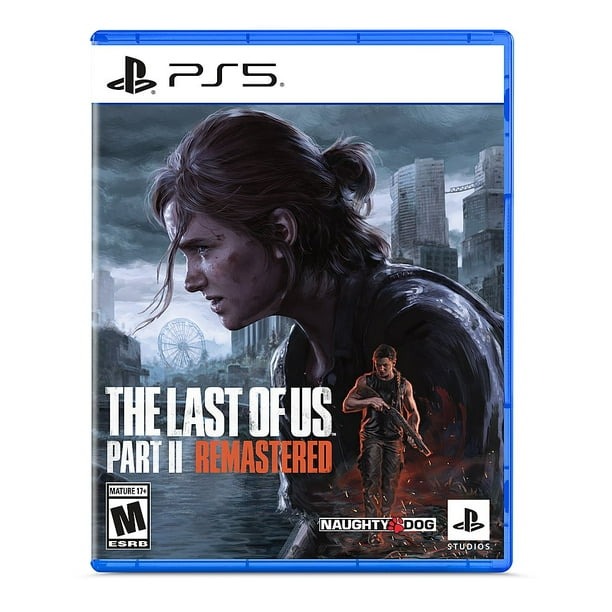 PS5
THE LAST OF US
PART II REMASTERED
MATURE 17+
M
ESRB
NAUGHTY DOG
STUDIOS